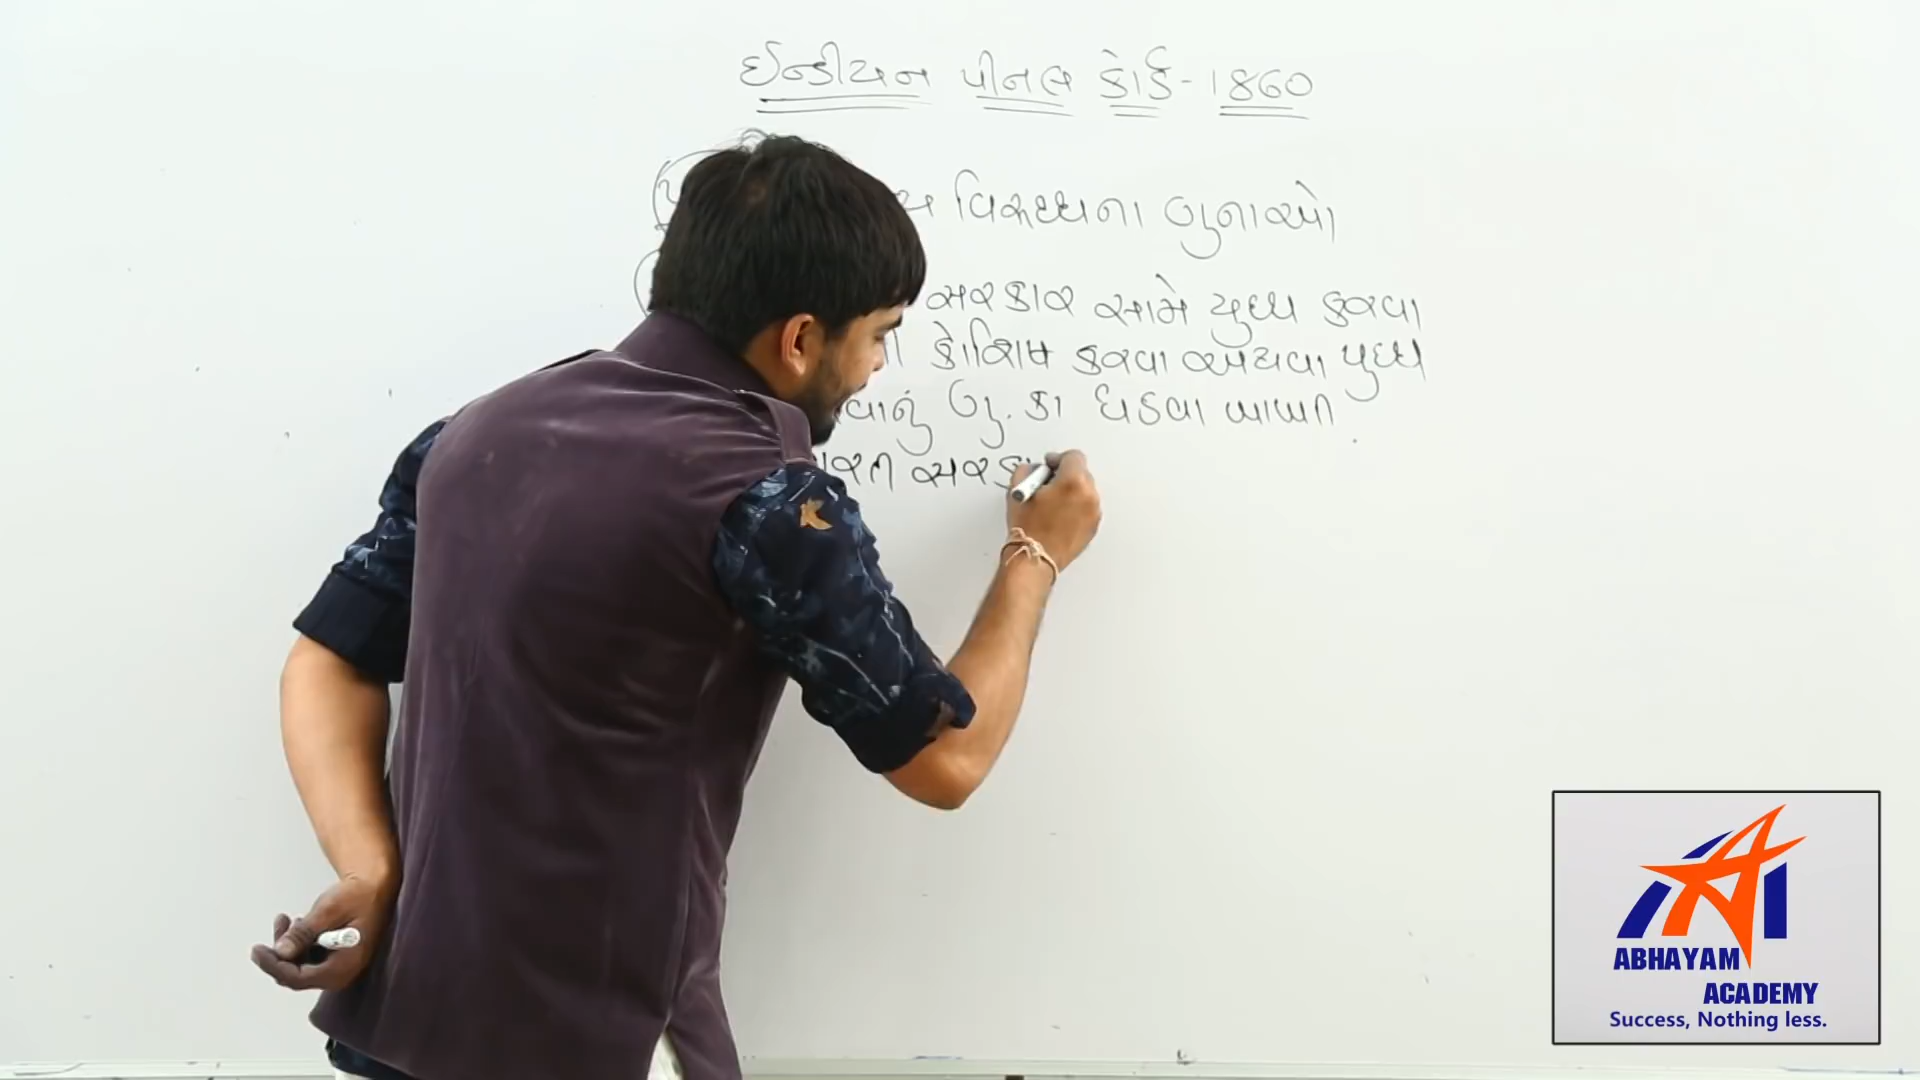 ઈન્ડીયન પીનલ કોર્ડ-1860
વિરુધ્ધના ગુનાઓ
સરકાર સામે યુધ્ધ કરવા
કોશિષ કરવા અથવા યુધ્ધ
ગુ. કા ઘડવા બાબત
સરકા
ABHAYAM
ACADEMY
Success, Nothing less.